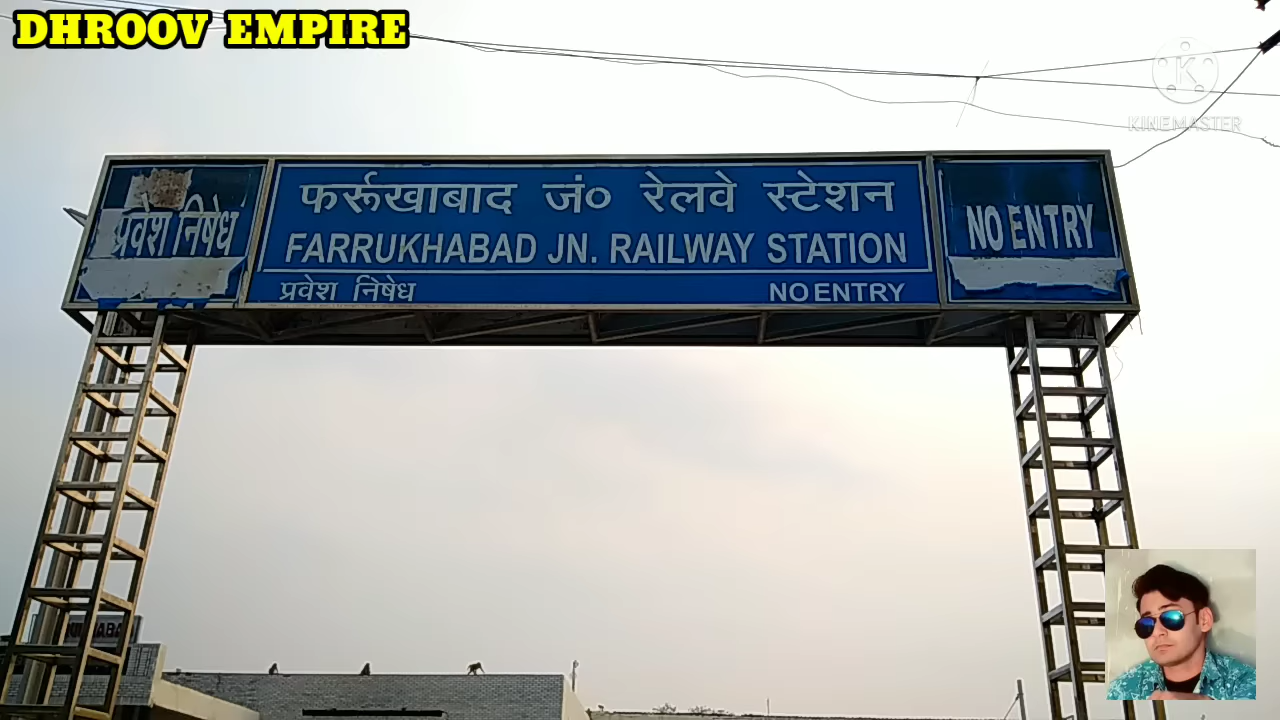 DHROOV EMPIRE
KINEMASTER
फर्रूखाबाद जं० रेलवे स्टेशन
FARRUKHABAD JN. RAILWAY STATION
प्रवेश निषेध
NO ENTRY
प्रवेश निषेध
NO ENTRY